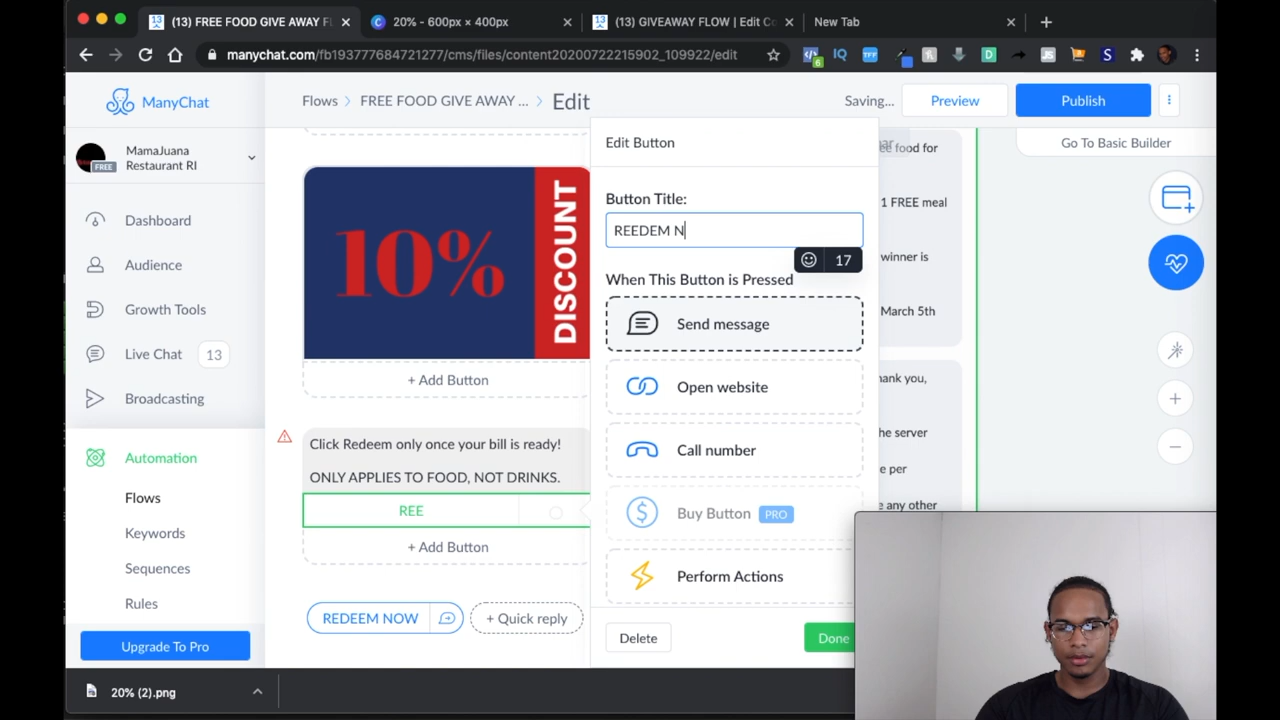 (13) FREE FOOD GIVE AWAY F
20% - 600px × 400px
(13) GIVEAWAY FLOW | Edit Co
New Tab
manychat.com/fb193777684721277/cms/files/content20200722215902_109922/edit
ManyChat
Flows
FREE FOOD GIVE AWAY ...
Edit
Saving...
Preview
Publish
MamaJuana
Restaurant RI
FREE
Go To Basic Builder
Dashboard
Audience
Growth Tools
Live Chat
13
Broadcasting
Automation
Flows
Keywords
Sequences
Rules
Upgrade To Pro
10%
DISCOUNT
+ Add Button
Click Redeem only once your bill is ready!
ONLY APPLIES TO FOOD, NOT DRINKS.
REE
+ Add Button
REDEEM NOW
+ Quick reply
Edit Button
Button Title:
REEDEM N
17
When This Button is Pressed
Send message
Open website
Call number
Buy Button
PRO
Perform Actions
Delete
Done
food for
1 FREE meal
winner is
March 5th
ank you,
he server
e per
e any other
20% (2).png